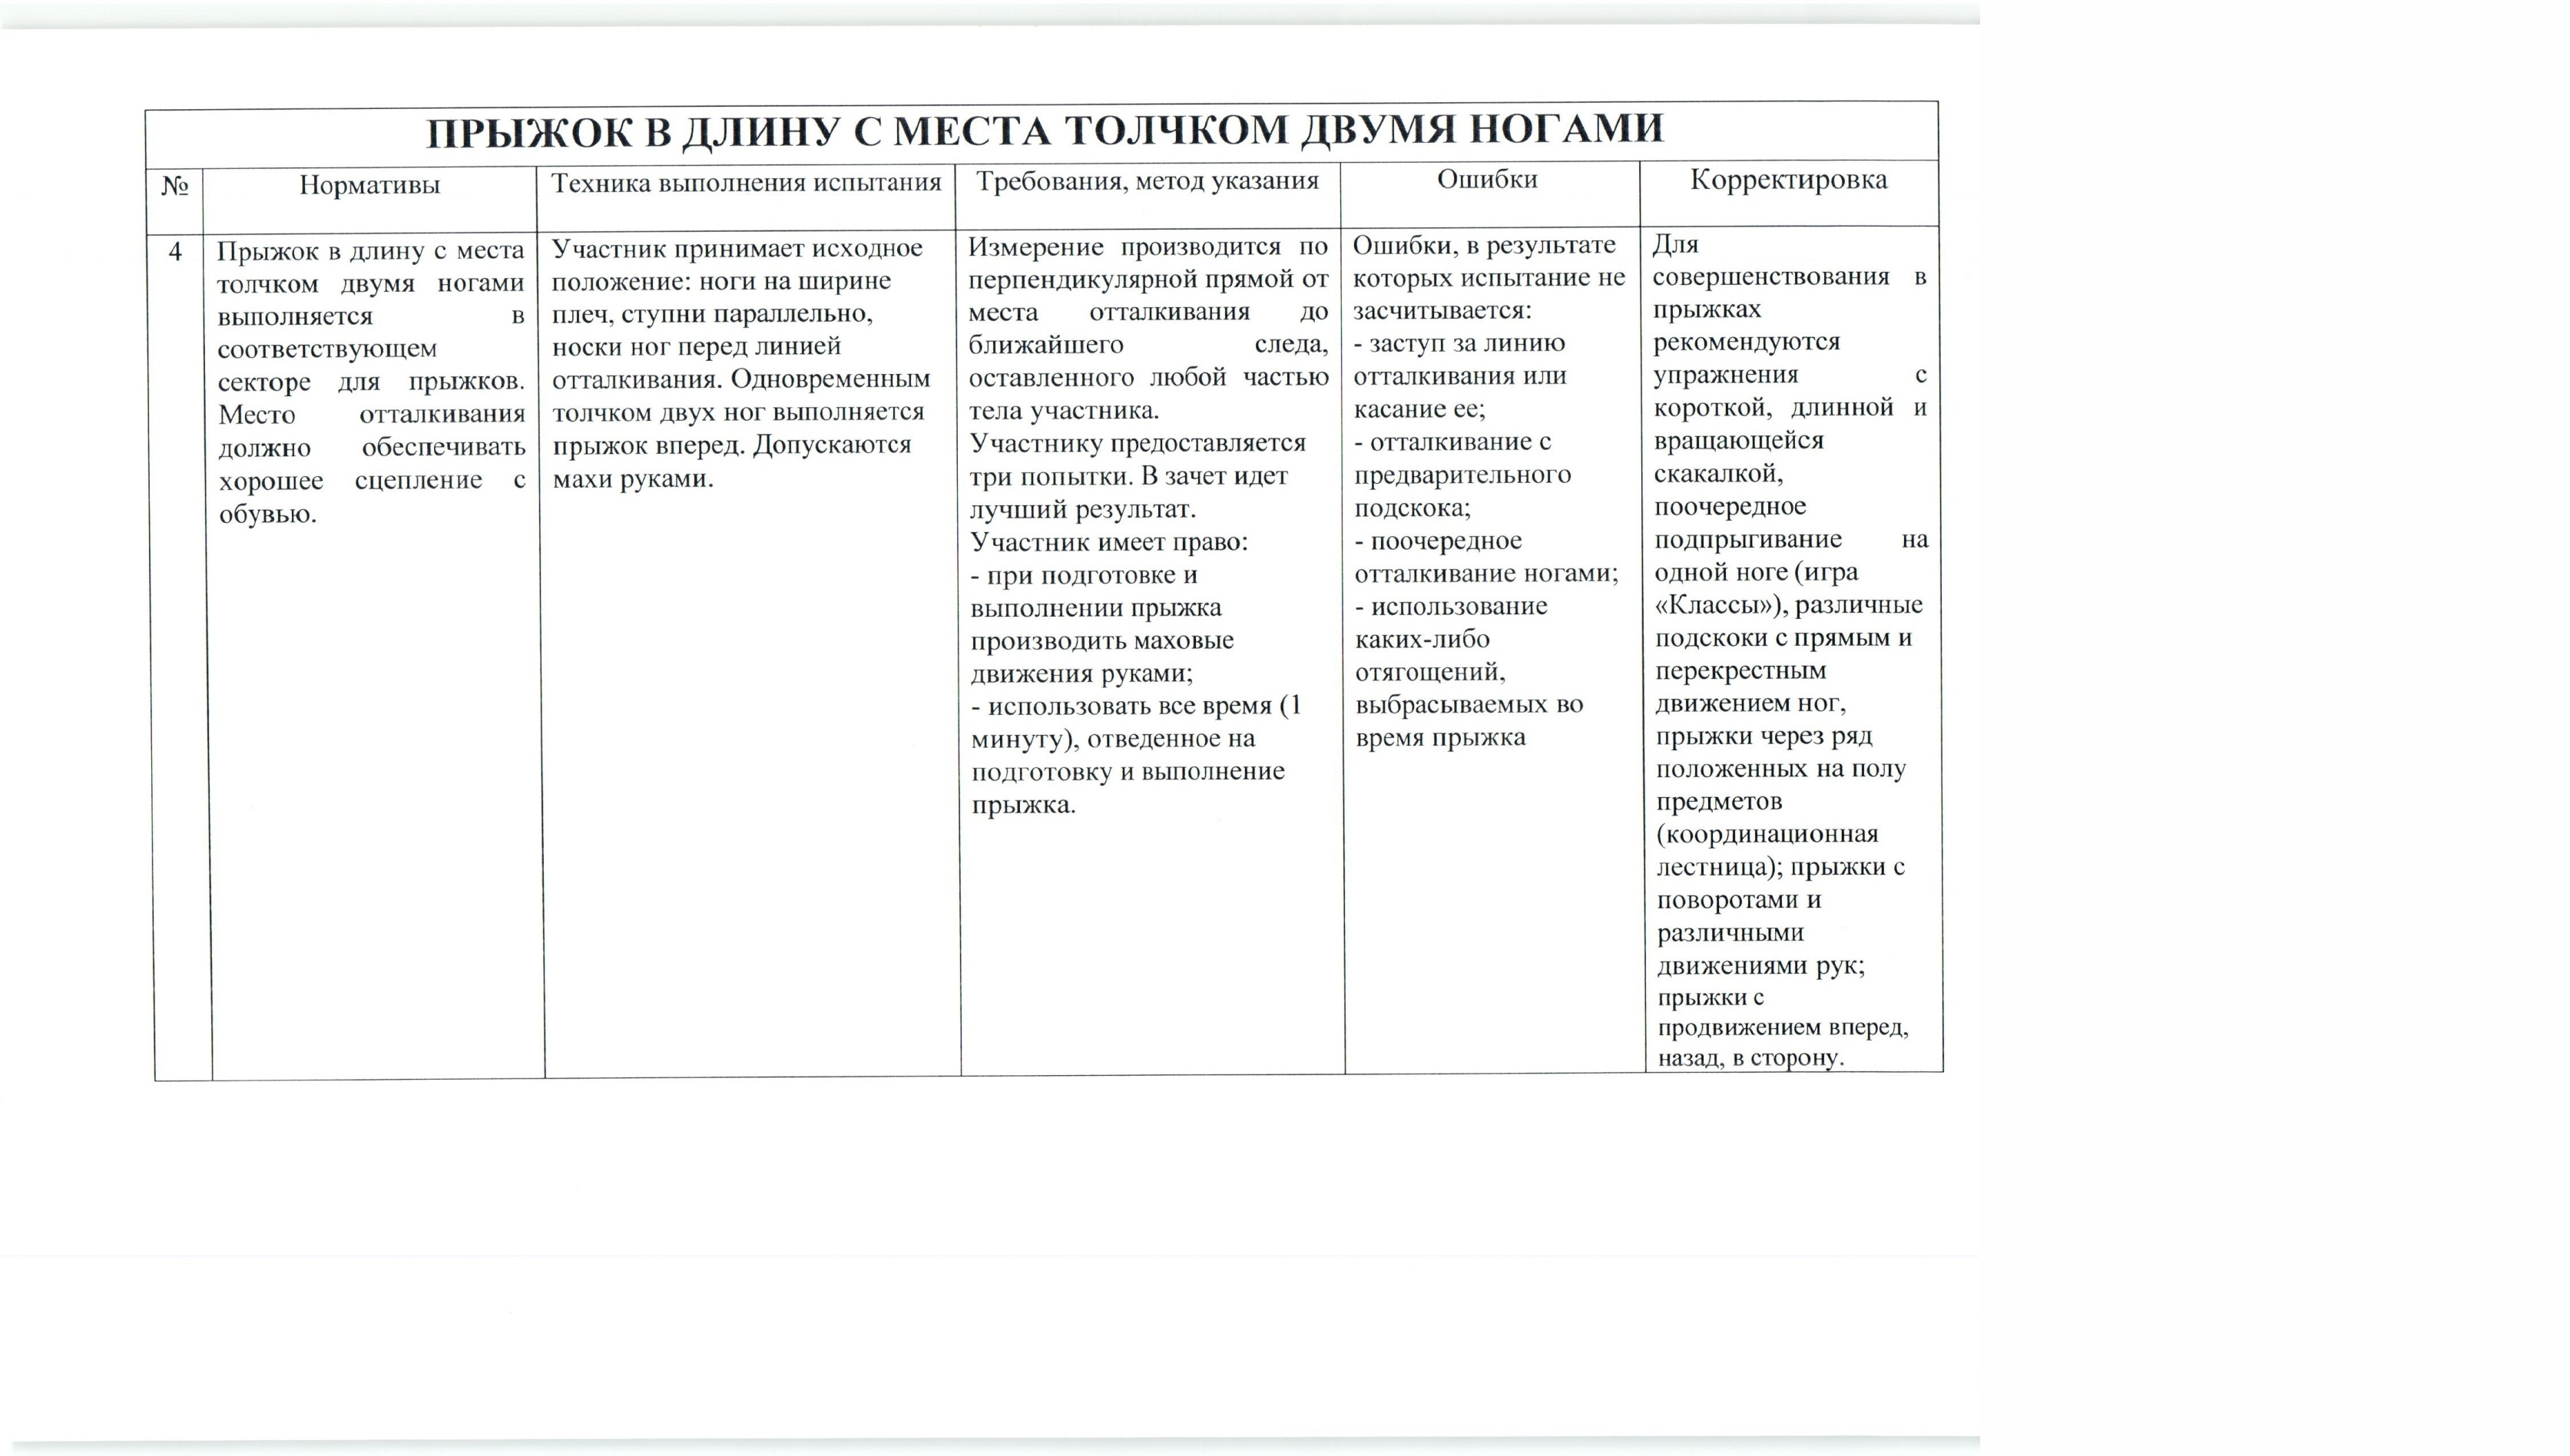 ПРЫЖОК В ДЛИНУ С МЕСТА ТОЛЧКОМ ДВУМЯ НОГАМИ
№
Нормативы
Техника выполнения испытания
Требования, метод указания
Ошибки
Корректировка
4
Прыжок в длину с места
толчком двумя ногами
выполняется в
соответствующем
секторе для прыжков.
Место отталкивания
должно обеспечивать
хорошее сцепление с
обувью.
Участник принимает исходное
положение: ноги на ширине
плеч, ступни параллельно,
носки ног перед линией
отталкивания. Одновременным
толчком двух ног выполняется
прыжок вперед. Допускаются
махи руками.
Измерение производится по
перпендикулярной прямой от
места отталкивания до
ближайшего следа,
оставленного любой частью
тела участника.
Участнику предоставляется
три попытки. В зачет идет
лучший результат.
Участник имеет право:
- при подготовке и
выполнении прыжка
производить маховые
движения руками;
- использовать все время (1
минуту), отведенное на
подготовку и выполнение
прыжка.
Ошибки, в результате
которых испытание не
засчитывается:
- заступ за линию
отталкивания или
касание ее;
- отталкивание с
предварительного
подскока;
- поочередное
отталкивание ногами;
- использование
каких-либо
отягощений,
выбрасываемых во
время прыжка
Для
совершенствования в
прыжках
рекомендуются
упражнения с
короткой, длинной и
вращающейся
скакалкой,
поочередное
подпрыгивание на
одной ноге (игра
«Классы»), различные
подскоки с прямым и
перекрестным
движением ног,
прыжки через ряд
положенных на полу
предметов
(координационная
лестница); прыжки с
поворотами и
различными
движениями рук;
прыжки с
продвижением вперед,
назад, в сторону.